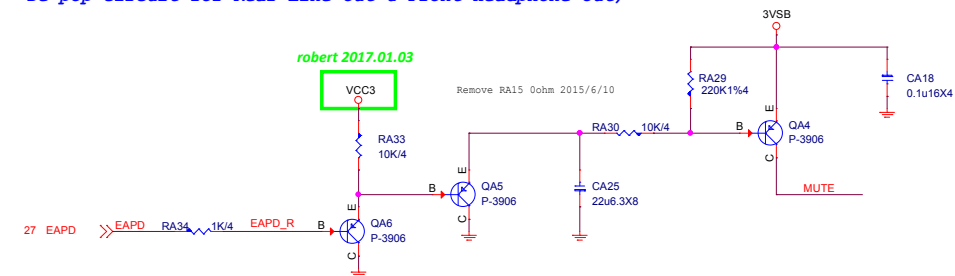 3VSB
robert 2017.01.03
VCC3
Remove RA15 0ohm 2015/6/10
RA29
220K1%4
CA18
0.1u16X4
E
RA30
10K/4
B
QA4
P-3906
C
RA33
10K/4
E
B
QA5
P-3906
C
CA25
22u6.3X8
MUTE
27 EAPD
EAPD
RA34
1K/4
EAPD_R
E
B
QA6
P-3906
C